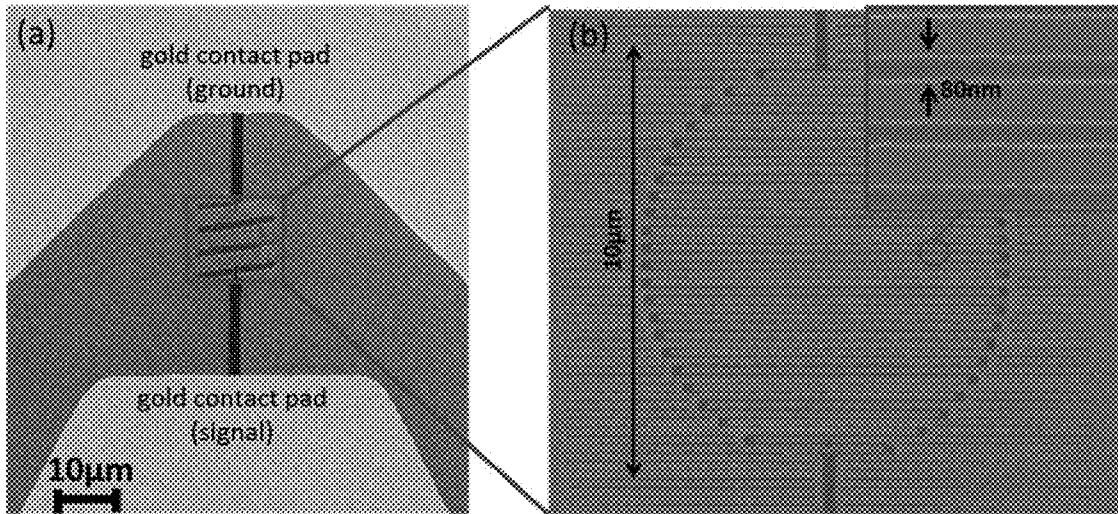 (a)
gold contact pad
(ground)
gold contact pad
(signal)
10µm
(b)
10µm
80nm